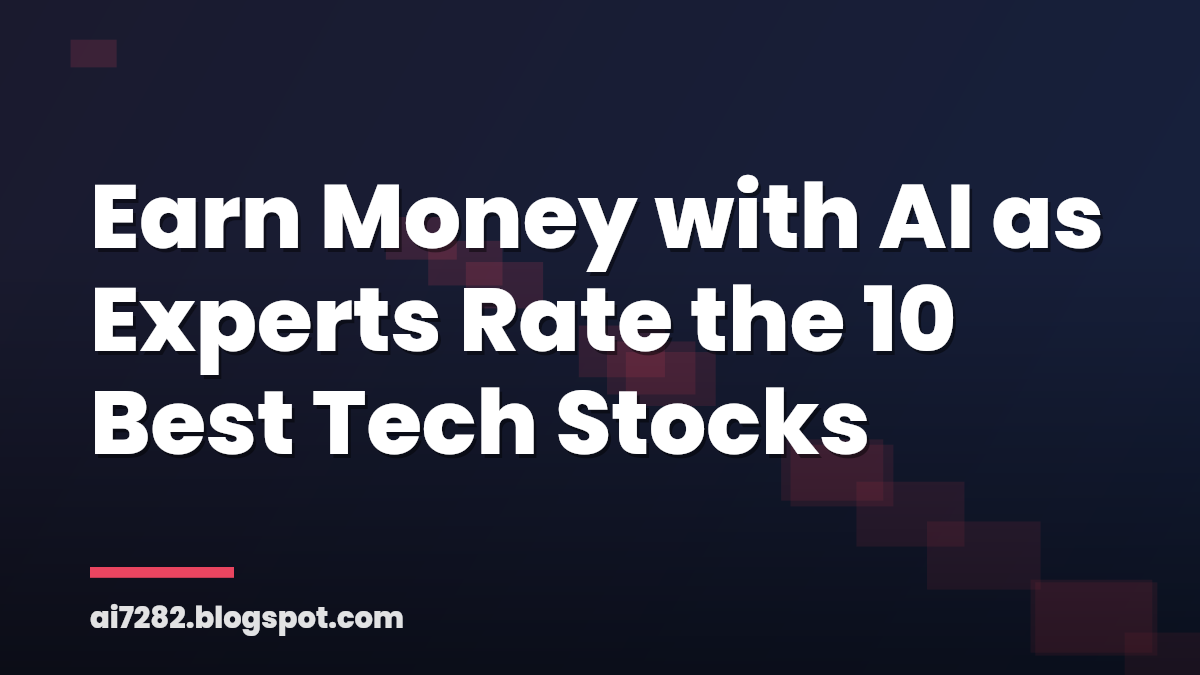 Earn Money with AI as
Experts Rate the 10
Best Tech Stocks
ai7282.blogspot.com